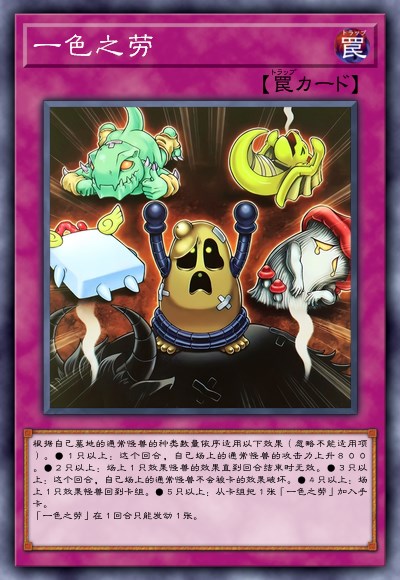 一色之劳
トラップ
罠
トラップ
【罠カード】
根据自己墓地的通常怪兽的种类数量依序适用以下效果（忽略不能适用项
）。●１只以上：这个回合，自己场上的通常怪兽的攻击力上升８００
。●２只以上：场上１只效果怪兽的效果直到回合结束时无效。●３只以
上：这个回合，自己场上的通常怪兽不会被卡的效果破坏。●４只以上：场
上１只效果怪兽回到卡组。●５只以上：从卡组把１张「一色之劳」加入手
卡。
「一色之劳」在１回合只能发动１张。